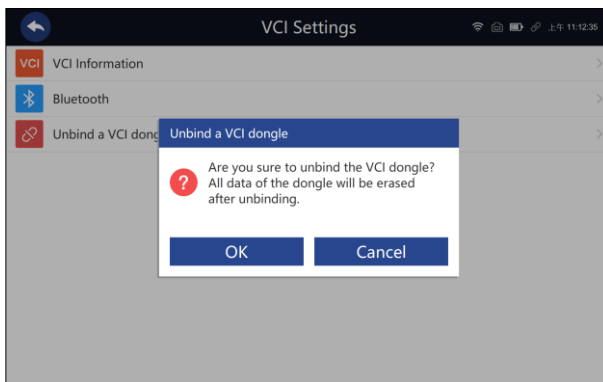 VCI Settings
上午 11:12:35
VCI VCI Information
Bluetooth
Unbind a VCI dong
Unbind a VCI dongle
Are you sure to unbind the VCI dongle?
All data of the dongle will be erased
after unbinding.
OK
Cancel